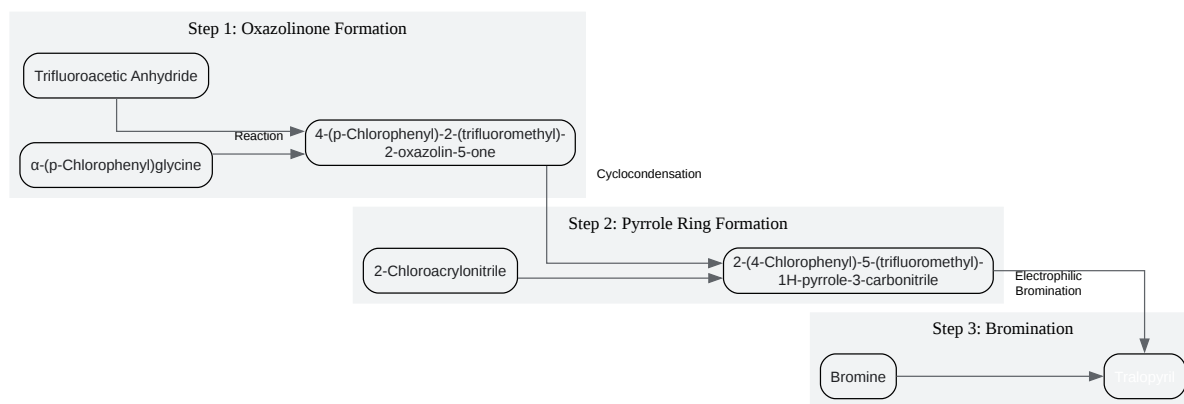 Step 1: Oxazolinone Formation
Trifluoroacetic Anhydride
Reaction
4-(p-Chlorophenyl)-2-(trifluoromethyl)-
2-oxazolin-5-one
α-(p-Chlorophenyl)glycine
Cyclocondensation
Step 2: Pyrrole Ring Formation
2-Chloroacrylonitrile
2-(4-Chlorophenyl)-5-(trifluoromethyl)-
1H-pyrrole-3-carbonitrile
Electrophilic
Bromination
Step 3: Bromination
Bromine
Tralopyril